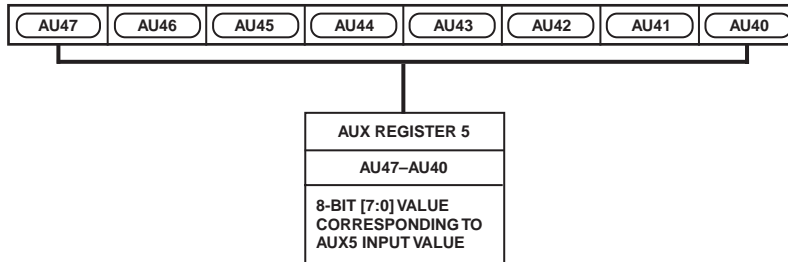 AU47 AU46 AU45 AU44 AU43 AU42 AU41 AU40
AUX REGISTER 5
AU47–AU40
8-BIT [7:0] VALUE
CORRESPONDING TO
AUX5 INPUT VALUE